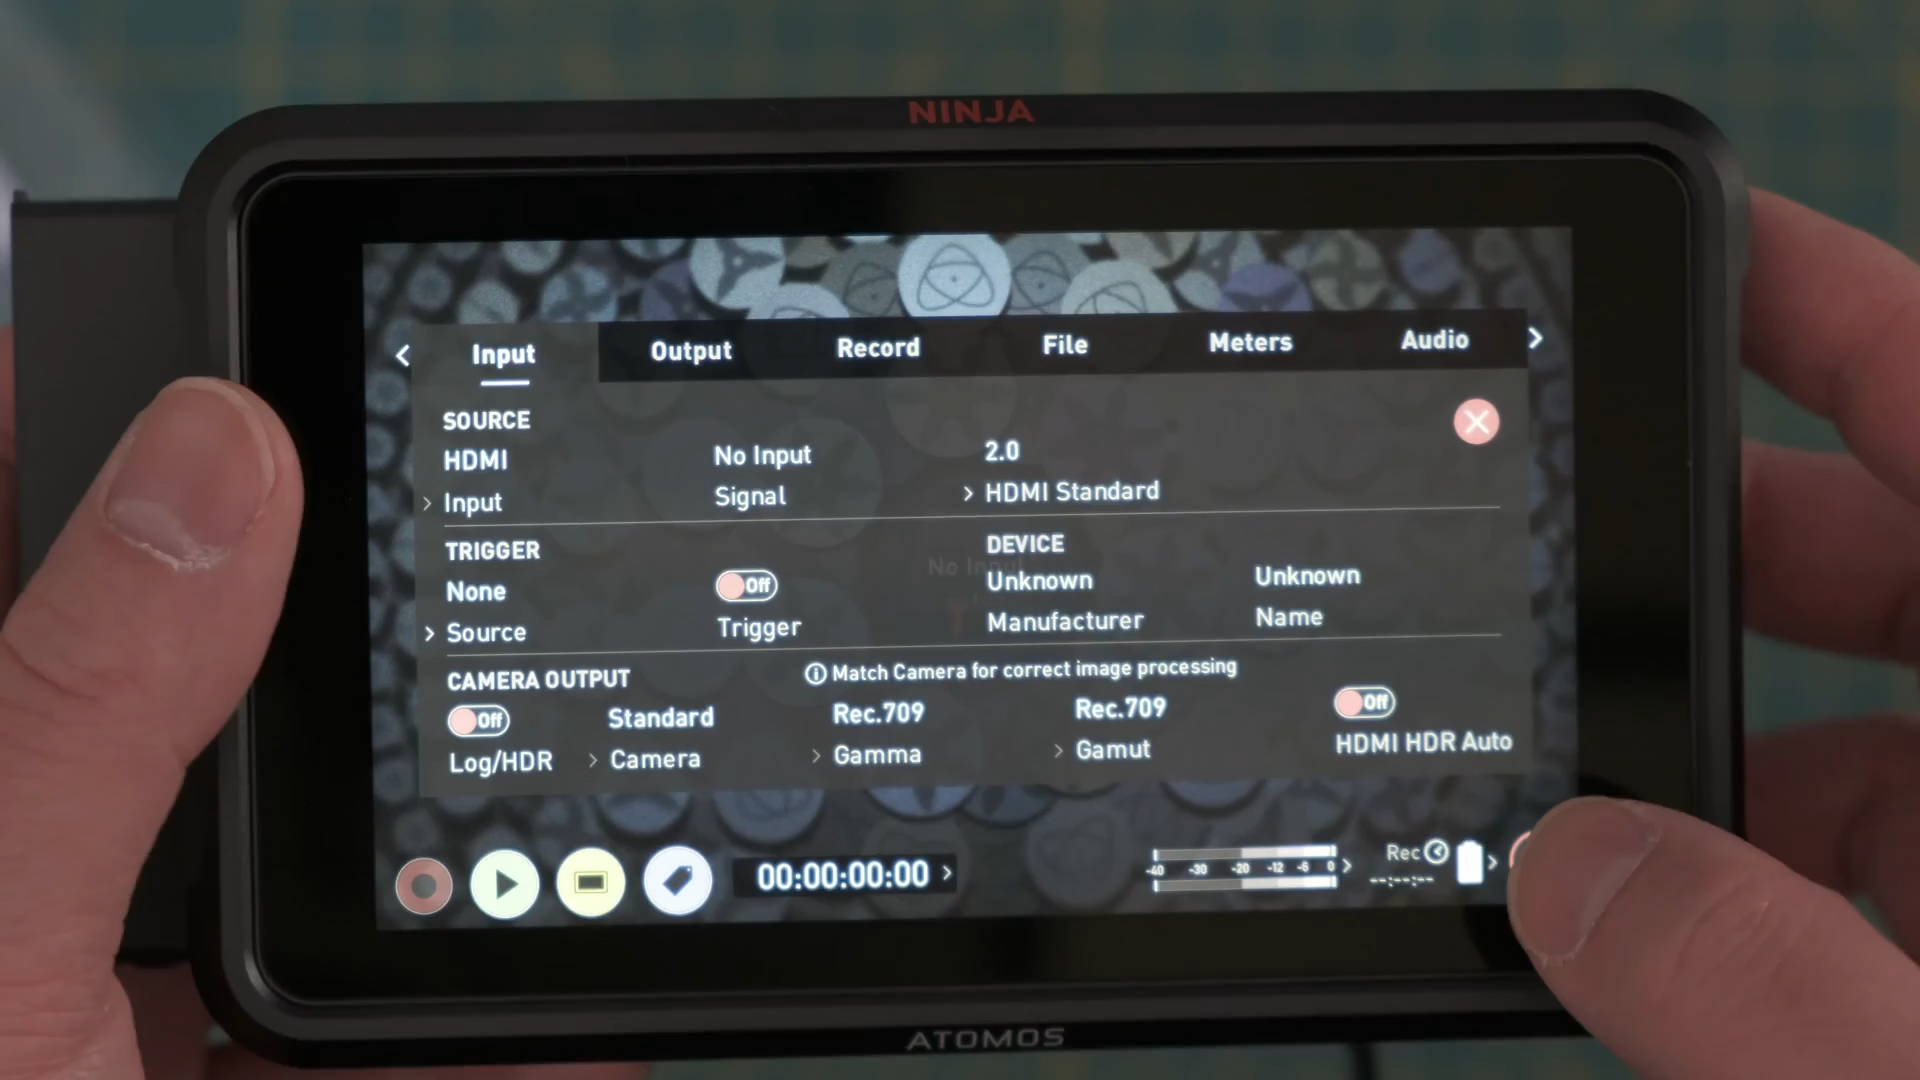 NINJA
Input Output Record File Meters Audio
SOURCE
HDMI No Input 2.0
Input Signal HDMI Standard
TRIGGER DEVICE
None Off Unknown Unknown
Source Trigger Manufacturer Name
CAMERA OUTPUT Match Camera for correct image processing
Off Standard Rec.709 Rec.709 Off
Log/HDR Camera Gamma Gamut HDMI HDR Auto
00:00:00:00 -40 -30 -20 -12 -6 0 Rec
--:--:--
ATOMOS